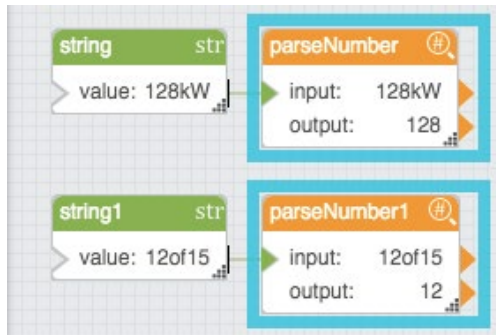 string str parseNumber #
value: 128kW input: 128kW
output: 128
string1 str parseNumber1 #
value: 12of15 input: 12of15
output: 12